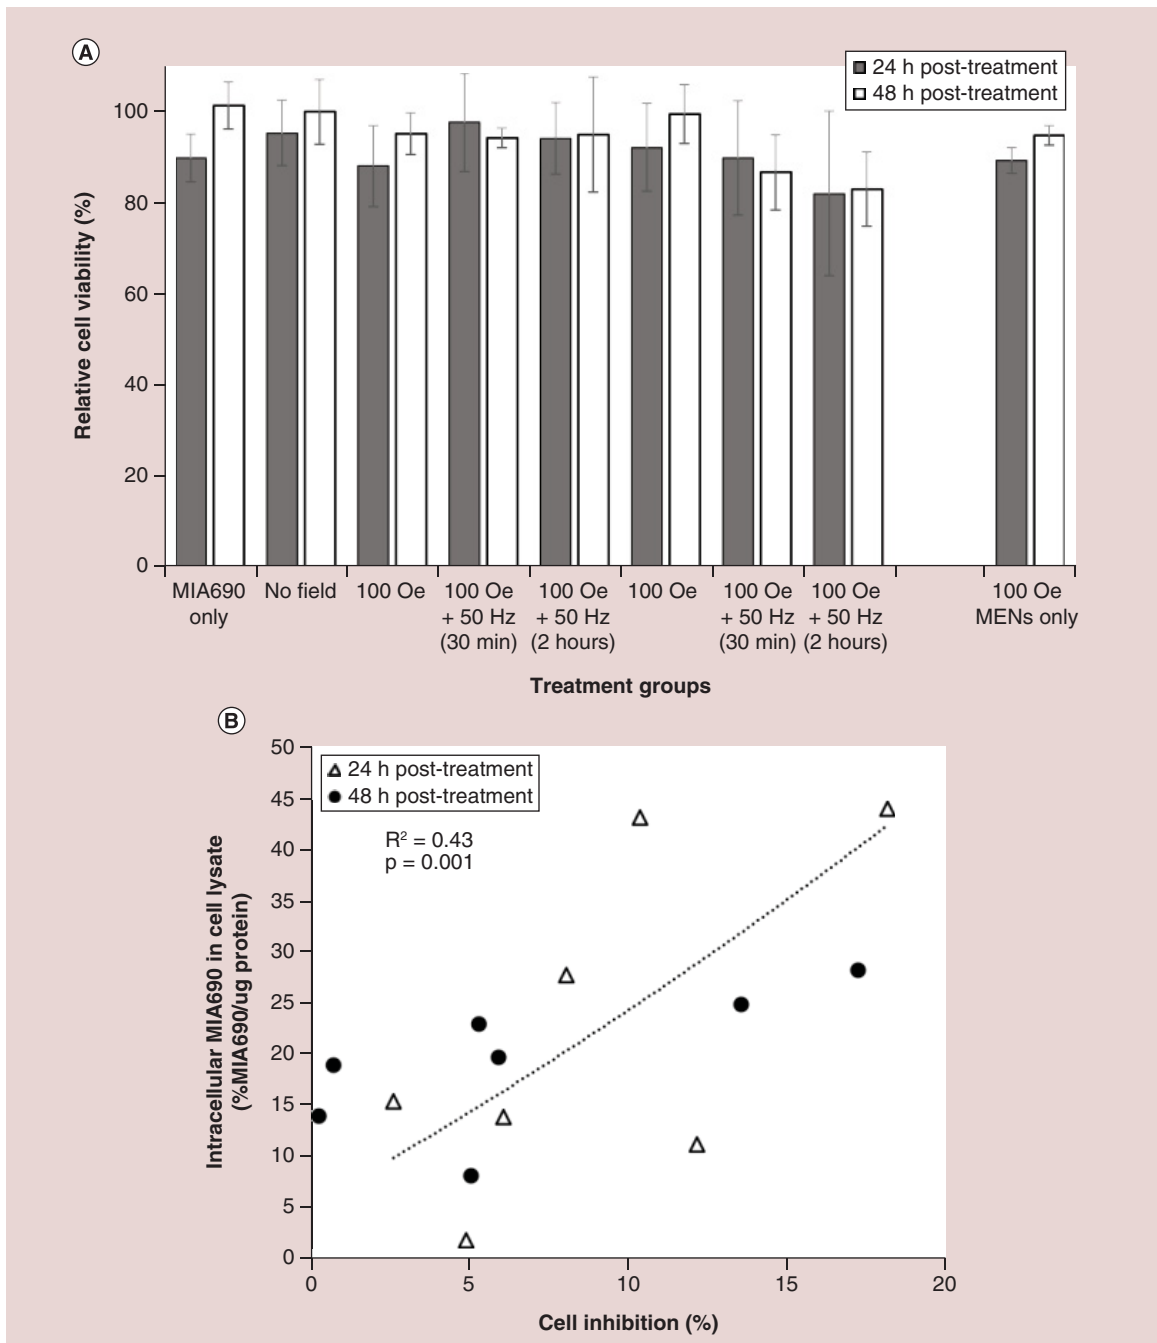 A
24 h post-treatment
48 h post-treatment
100
80
60
40
20
0
Relative cell viability (%)
MIA690
only
No field
100 Oe
100 Oe
+ 50 Hz
(30 min)
100 Oe
+ 50 Hz
(2 hours)
100 Oe
100 Oe
+ 50 Hz
(30 min)
100 Oe
+ 50 Hz
(2 hours)
100 Oe
MENs only
Treatment groups
B
24 h post-treatment
48 h post-treatment
R² = 0.43
p = 0.001
50
45
40
35
30
25
20
15
10
5
0
Intracellular MIA690 in cell lysate
(%MIA690/ug protein)
0
5
10
15
20
Cell inhibition (%)